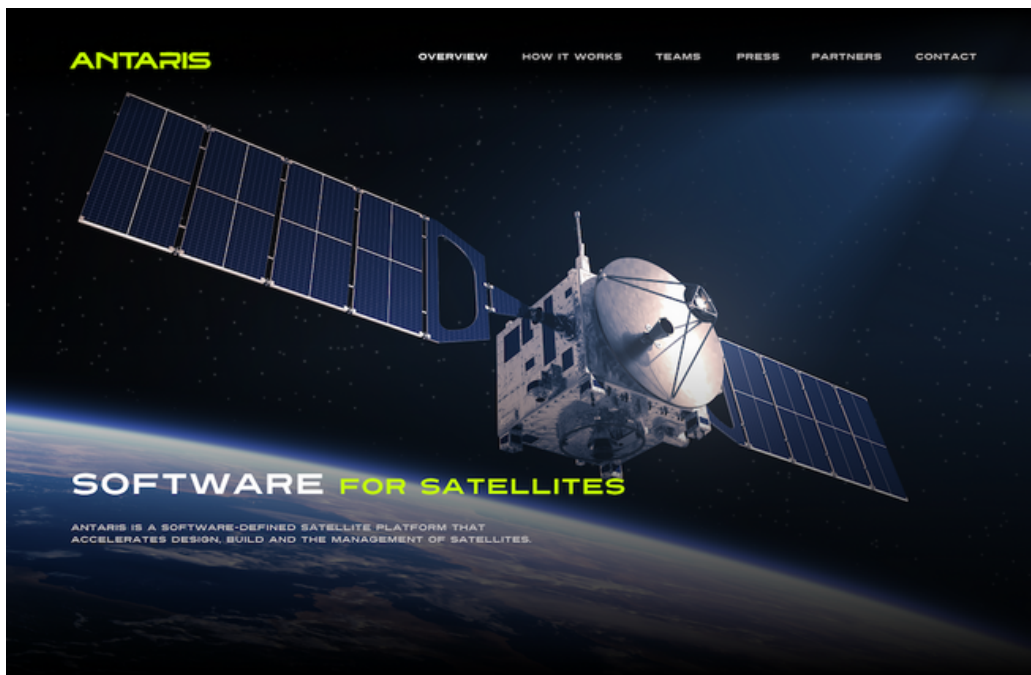 ANTARIS
OVERVIEW HOW IT WORKS TEAMS PRESS PARTNERS CONTACT
SOFTWARE FOR SATELLITES
ANTARIS IS A SOFTWARE-DEFINED SATELLITE PLATFORM THAT
ACCELERATES DESIGN, BUILD AND THE MANAGEMENT OF SATELLITES.